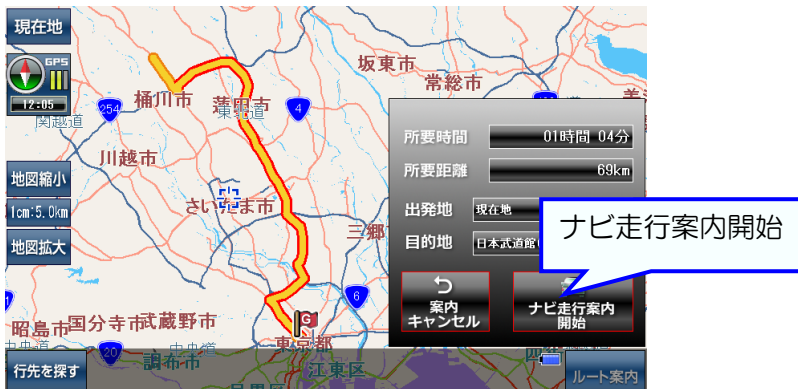 現在地
GPS
12:05
関越道
254
桶川市
蓮田市
東北道
4
坂東市
常総市
川越市
さいたま市
三郷
地図縮小
1cm:5.0km
地図拡大
所要時間 01時間 04分
所要距離 69km
出発地 現在地
目的地 日本武道館
ナビ走行案内開始
案内
キャンセル
ナビ走行案内
開始
6
G
昭島市
国分寺市
武蔵野市
中央道
20
調布市
東京都
江東区
行先を探す
ルート案内